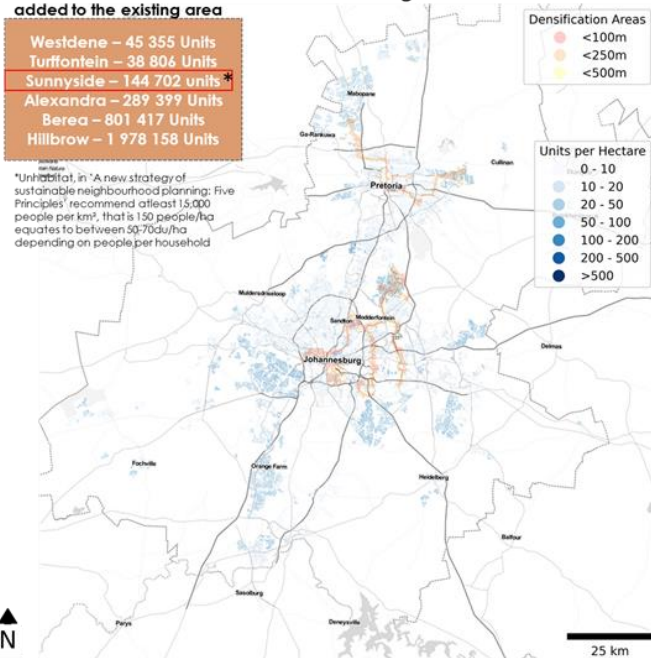 added to the existing area
Westdene – 45 355 Units
Turffontein – 38 806 Units
Sunnyside – 144 702 units *
Alexandra – 289 399 Units
Berea – 801 417 Units
Hillbrow – 1 978 158 Units
*Unhabitat, in 'A new strategy of
sustainable neighbourhood planning: Five
Principles' recommend atleast 15,000
people per km², that is 150 people/ha
equates to between 50-70du/ha
depending on people per household
Densification Areas
<100m
<250m
<500m
Units per Hectare
0 - 10
10 - 20
20 - 50
50 - 100
100 - 200
200 - 500
>500
Mabopane
Ga-Rankuwa
Cullinan
Pretoria
Muldersdriseloop
Sandton
Modderfontein
Johannesburg
Delmas
Fochville
Orange Farm
Heidelberg
Balfour
Sasolburg
Parys
Deneysville
N
25 km